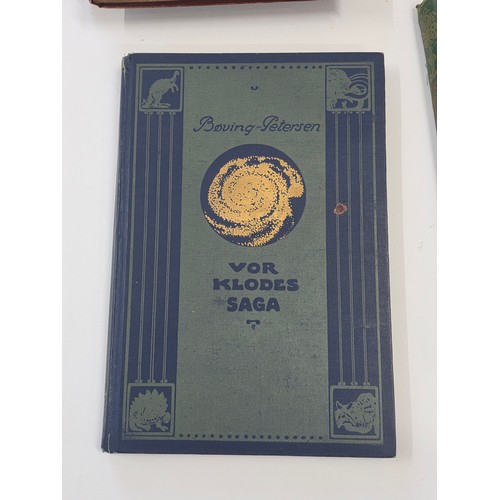 Bøving-Petersen
VOR
KLODES
SAGA